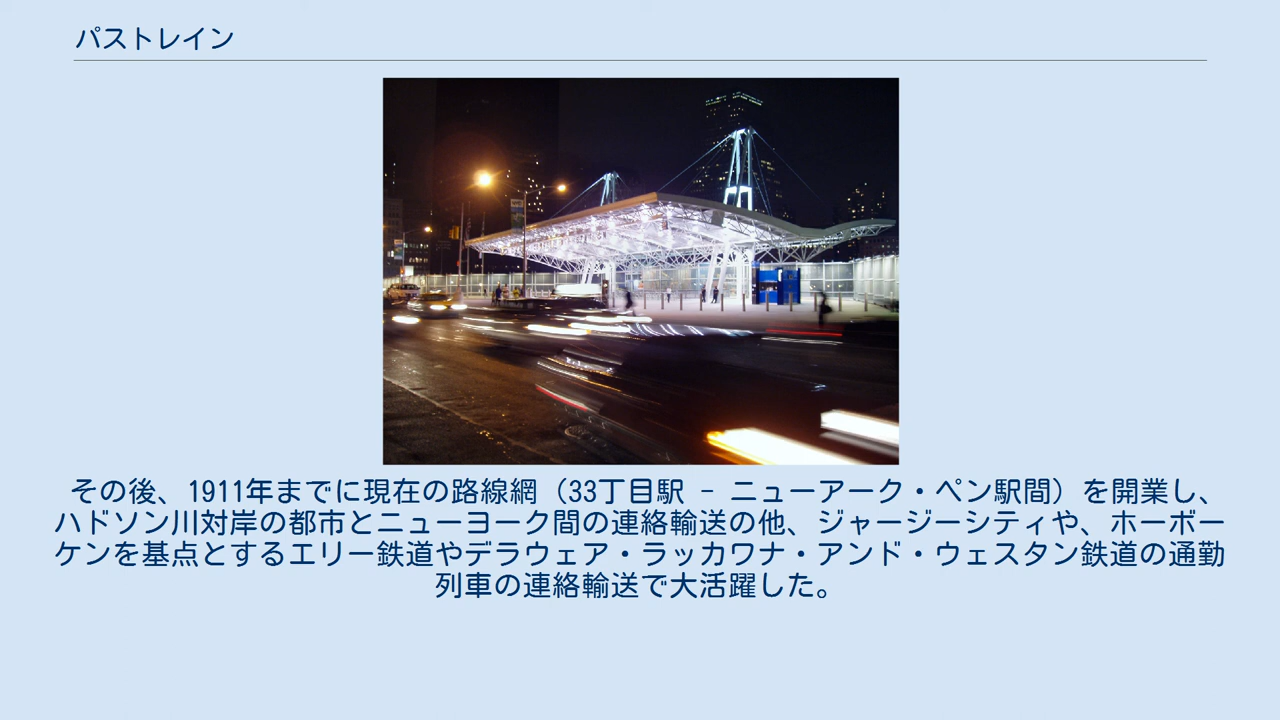 パストレイン
その後、1911年までに現在の路線網（33丁目駅 - ニューアーク・ペン駅間）を開業し、
ハドソン川対岸の都市とニューヨーク間の連絡輸送の他、ジャージーシティや、ホーボー
ケンを基点とするエリー鉄道やデラウェア・ラッカワナ・アンド・ウェスタン鉄道の通勤
列車の連絡輸送で大活躍した。